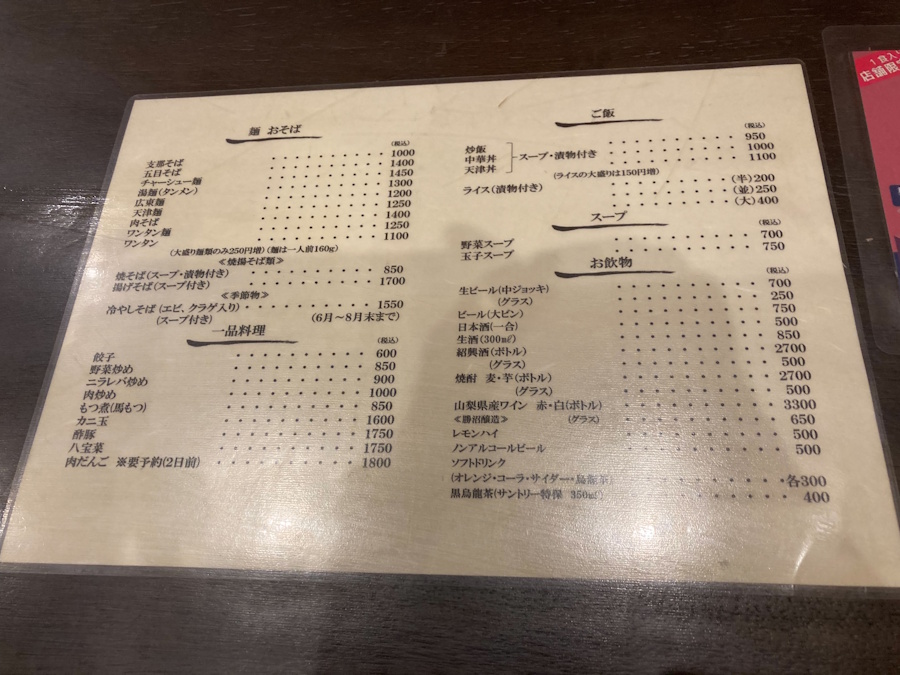 麺 おそば
(税込)
支那そば ・・・・・・・・・ 1000
五目そば ・・・・・・・・・ 1400
チャーシュー麺 ・・・・・・・・・ 1450
湯麺(タンメン) ・・・・・・・・・ 1300
広東麺 ・・・・・・・・・ 1200
天津麺 ・・・・・・・・・ 1250
肉そば ・・・・・・・・・ 1400
ワンタン麺 ・・・・・・・・・ 1250
ワンタン ・・・・・・・・・ 1100
(大盛り麺類のみ250円増)(麺は一人前160g)
≪焼揚そば類≫
焼そば(スープ・漬物付き) ・・・・・・・・・ 850
揚げそば(スープ付き) ・・・・・・・・・ 1700
≪季節物≫
冷やしそば(エビ、クラゲ入り) ・・・・・・・・・ 1550
(スープ付き) (6月～8月末まで)
一品料理
(税込)
餃子 ・・・・・・・・・ 600
野菜炒め ・・・・・・・・・ 850
ニラレバ炒め ・・・・・・・・・ 900
肉炒め ・・・・・・・・・ 1000
もつ煮(馬もつ) ・・・・・・・・・ 850
カニ玉 ・・・・・・・・・ 1600
酢豚 ・・・・・・・・・ 1750
八宝菜 ・・・・・・・・・ 1750
肉だんご ※要予約(2日前) ・・・・・・・・・ 1800
ご飯
(税込)
炒飯 ・・・・・・ 950
中華丼 スープ・漬物付き ・・・・・・ 1000
天津丼 ・・・・・・ 1100
(ライスの大盛りは150円増)
ライス(漬物付き) ・・・・・・ (半)200
・・・・・・ (並)250
・・・・・・ (大)400
スープ
(税込)
野菜スープ ・・・・・・・・・ 700
玉子スープ ・・・・・・・・・ 750
お飲物
(税込)
生ビール(中ジョッキ) ・・・・・・・・・ 700
(グラス) ・・・・・・・・・ 250
ビール(大ビン) ・・・・・・・・・ 750
日本酒(一合) ・・・・・・・・・ 500
生酒(300㎖) ・・・・・・・・・ 850
紹興酒(ボトル) ・・・・・・・・・ 2700
(グラス) ・・・・・・・・・ 500
焼酎 麦・芋(ボトル) ・・・・・・・・・ 2700
(グラス) ・・・・・・・・・ 500
山梨県産ワイン 赤・白(ボトル) ・・・・・・・・・ 3300
≪勝沼醸造≫ (グラス) ・・・・・・・・・ 650
レモンハイ ・・・・・・・・・ 500
ノンアルコールビール ・・・・・・・・・ 500
ソフトドリンク
(オレンジ・コーラ・サイダー・烏龍茶) ・・・・・・ 各300
黒烏龍茶(サントリー特保 350㎖) ・・・・・・ 400
店舗限